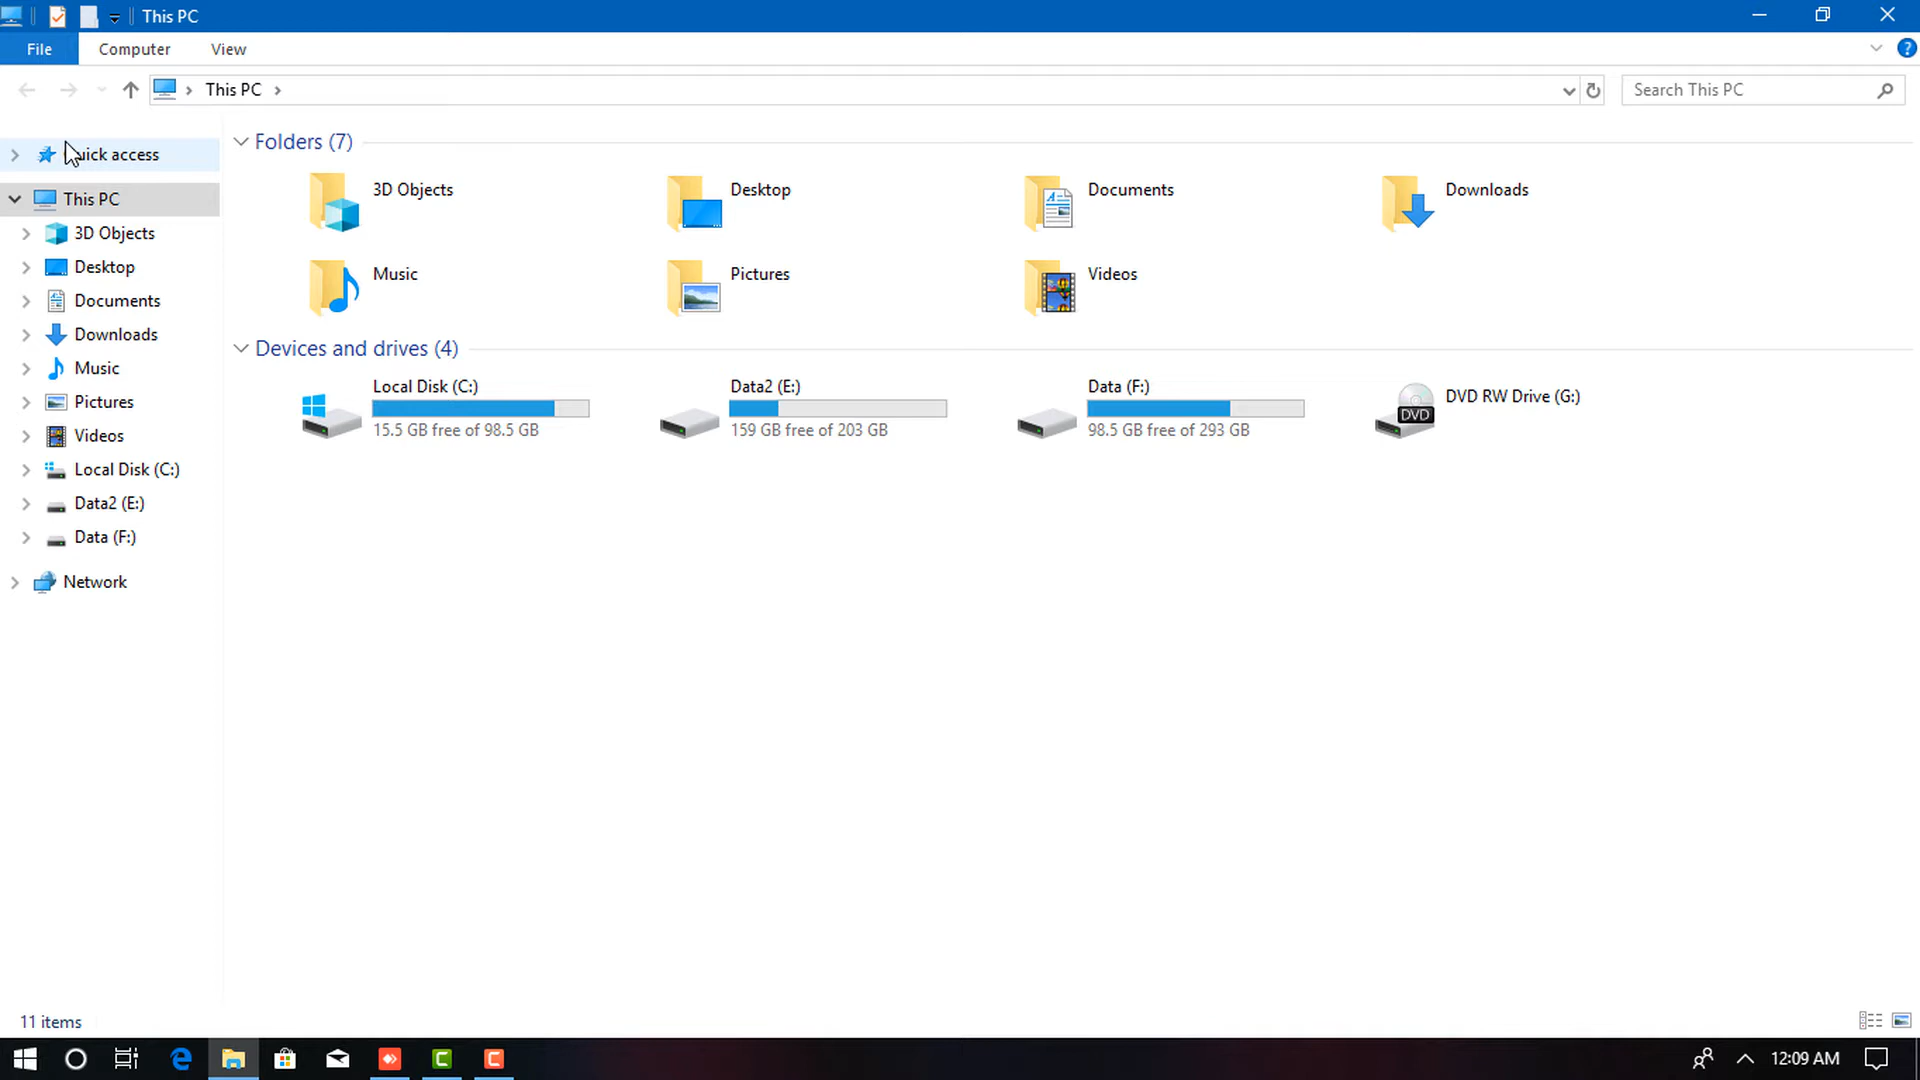 This PC
File Computer View
This PC
Search This PC
Quick access
This PC
3D Objects
Desktop
Documents
Downloads
Music
Pictures
Videos
Local Disk (C:)
Data2 (E:)
Data (F:)
Network
Folders (7)
3D Objects
Desktop
Documents
Downloads
Music
Pictures
Videos
Devices and drives (4)
Local Disk (C:)
15.5 GB free of 98.5 GB
Data2 (E:)
159 GB free of 203 GB
Data (F:)
98.5 GB free of 293 GB
DVD
DVD RW Drive (G:)
11 items
12:09 AM